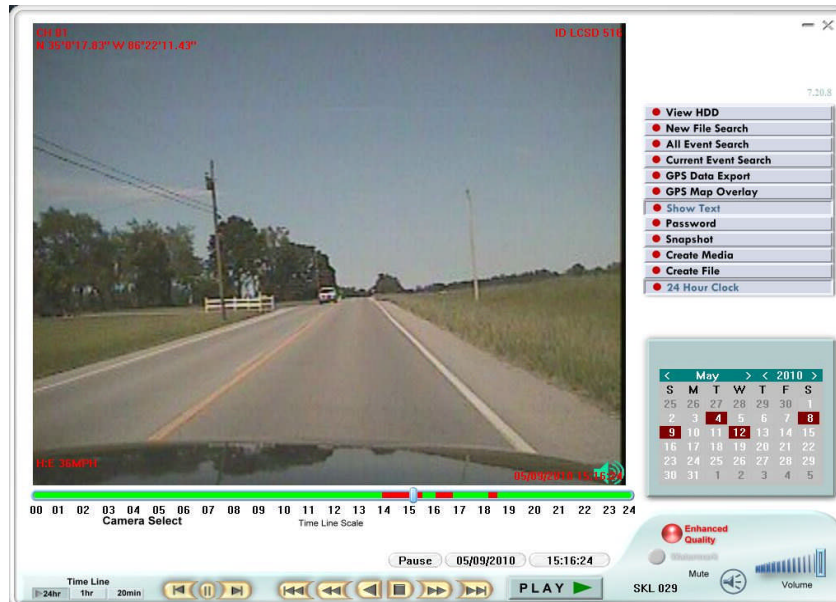 CH 01
N 35°0'17.83" W 86°22'11.43"
ID LCSD 516
7.20.8
View HDD
New File Search
All Event Search
Current Event Search
GPS Data Export
GPS Map Overlay
Show Text
Password
Snapshot
Create Media
Create File
24 Hour Clock
< May > < 2010 >
S M T W T F S
25 26 27 28 29 30 1
2 3 4 5 6 7 8
9 10 11 12 13 14 15
16 17 18 19 20 21 22
23 24 25 26 27 28 29
30 31 1 2 3 4 5
H:E 36MPH
05/09/2010 15:16:24
00 01 02 03 04 05 06 07 08 09 10 11 12 13 14 15 16 17 18 19 20 21 22 23 24
Camera Select
Time Line Scale
Enhanced
Quality
Watermark
Pause 05/09/2010 15:16:24
Mute
Time Line
24hr 1hr 20min
PLAY
SKL 029
Volume